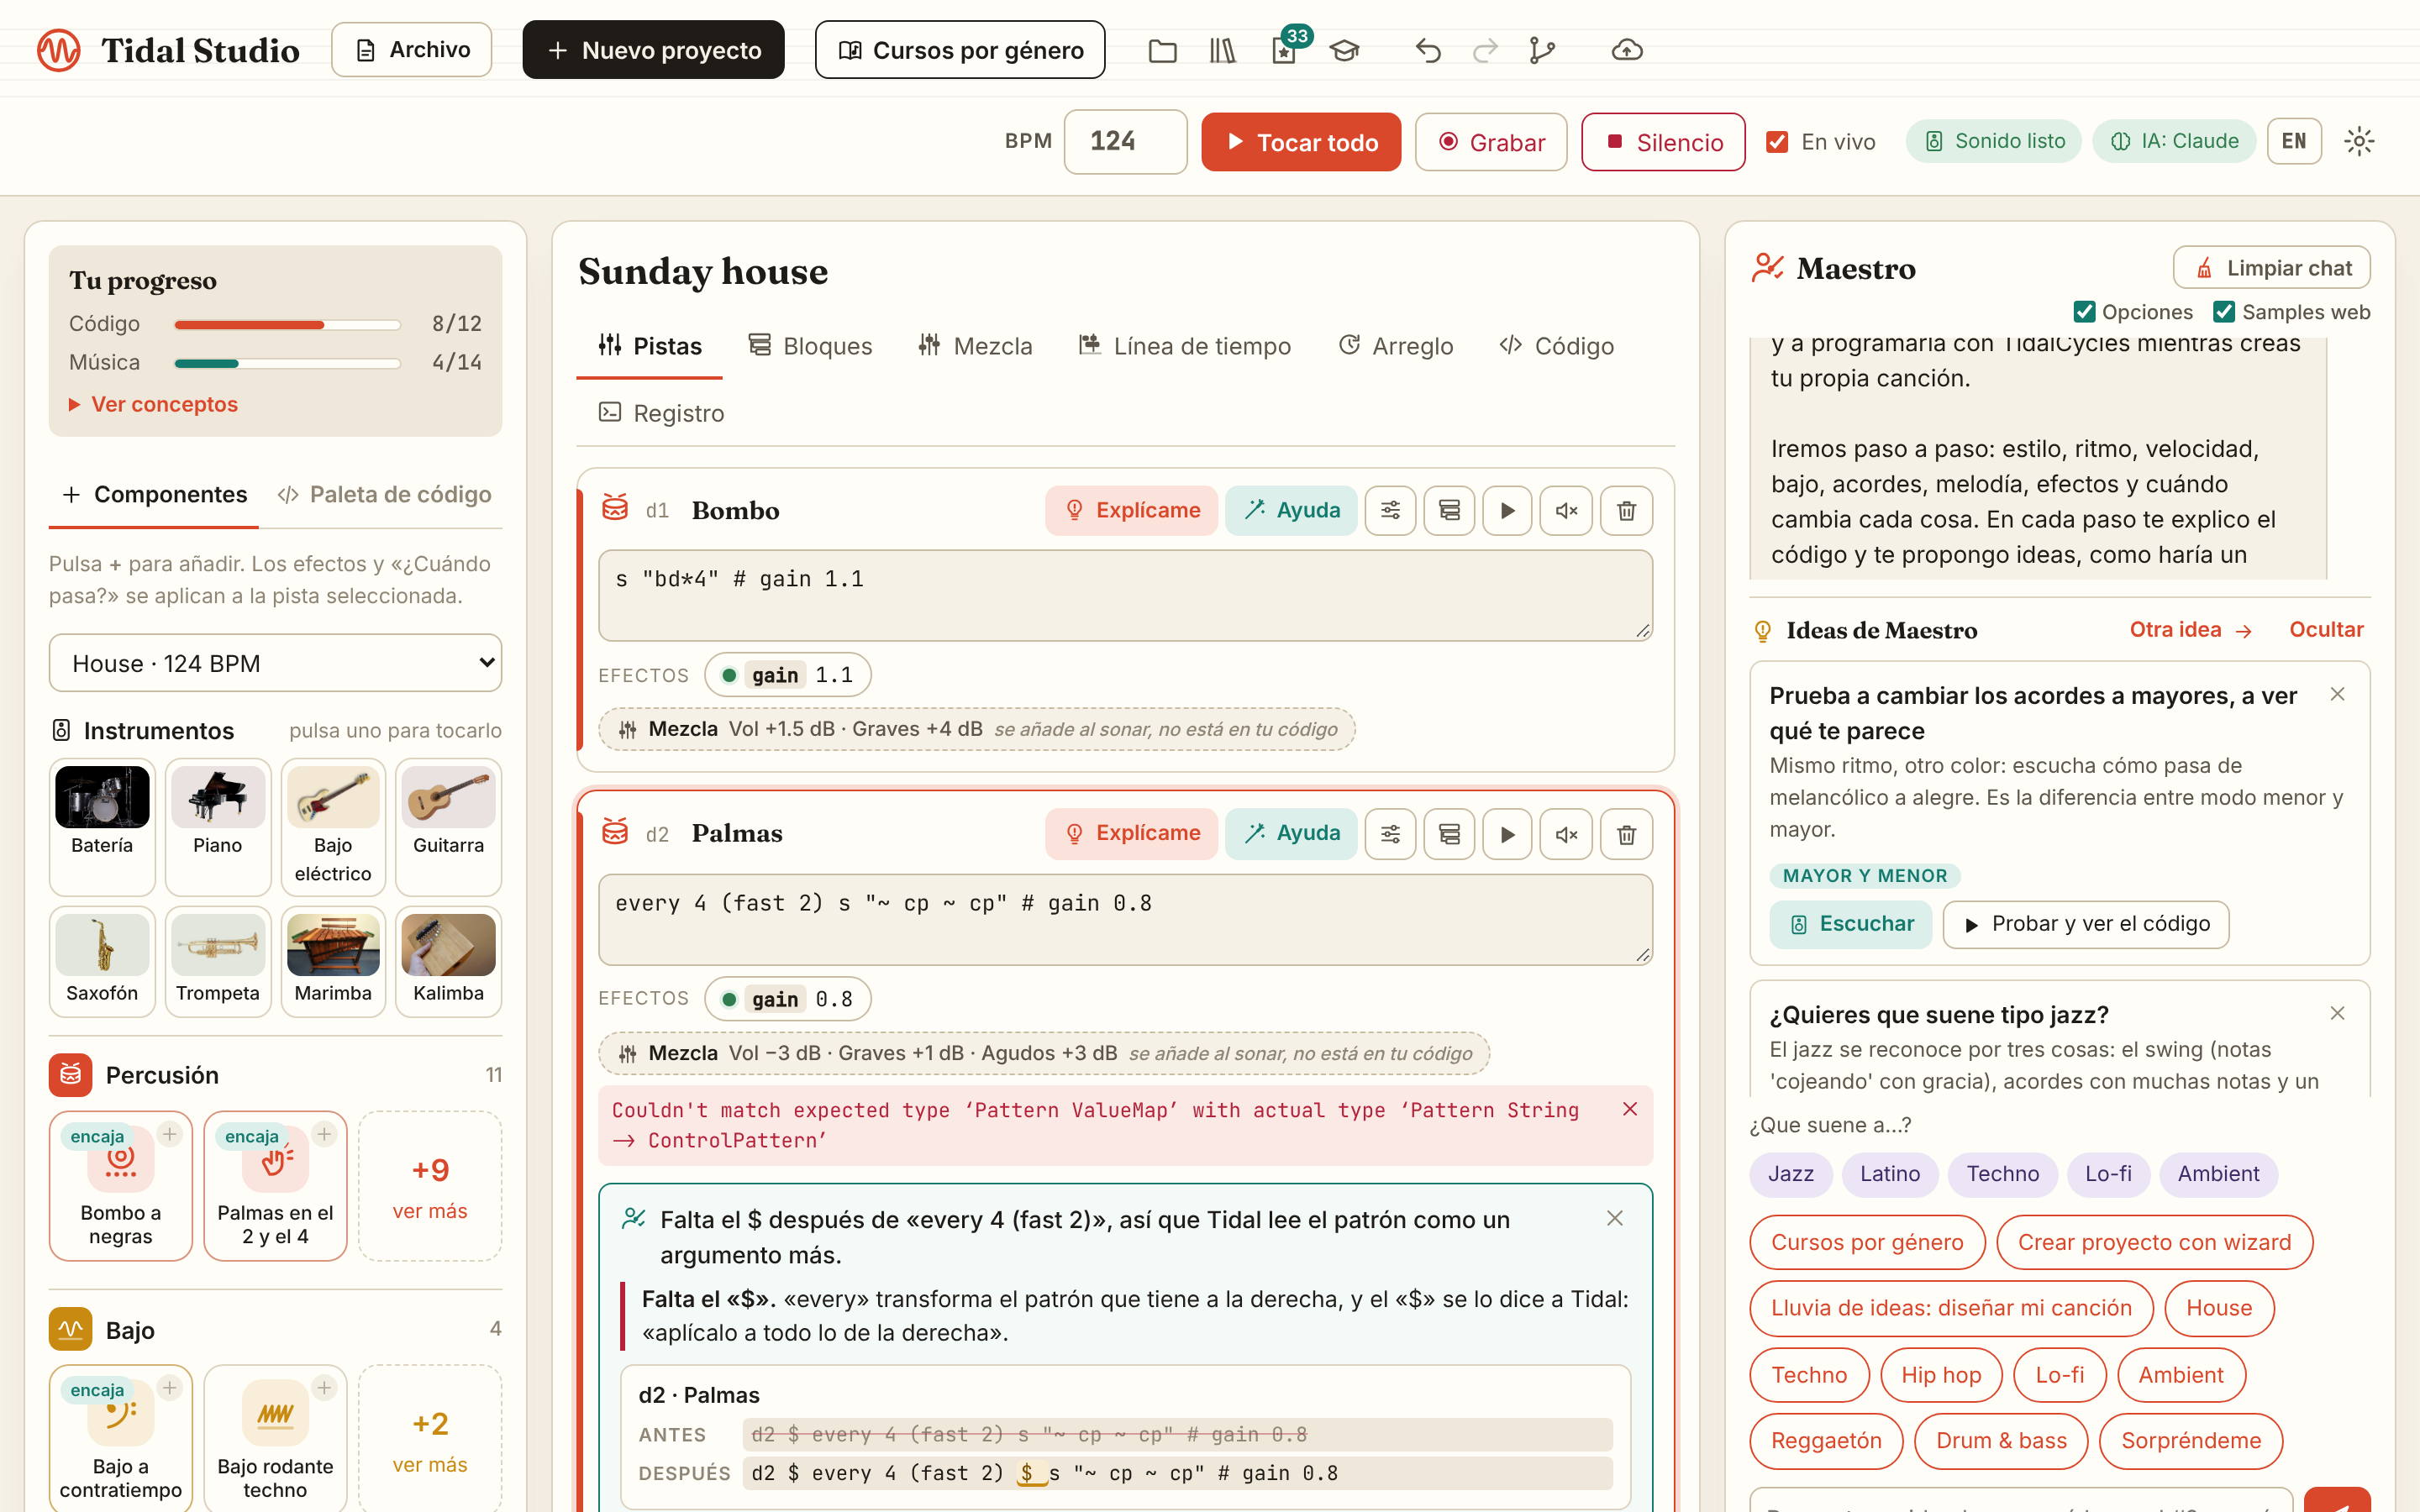 Tidal Studio
Archivo
Nuevo proyecto
Cursos por género
33
BPM
124
Tocar todo
Grabar
Silencio
En vivo
Sonido listo
IA: Claude
EN
Tu progreso
Código
8/12
Música
4/14
Ver conceptos
Componentes
Paleta de código
Pulsa + para añadir. Los efectos y «¿Cuándo
pasa?» se aplican a la pista seleccionada.
House · 124 BPM
Instrumentos
pulsa uno para tocarlo
Batería
Piano
Bajo
eléctrico
Guitarra
Saxofón
Trompeta
Marimba
Kalimba
Percusión
11
encaja
Bombo a
negras
encaja
Palmas en el
2 y el 4
+9
ver más
Bajo
4
encaja
Bajo a
contratiempo
Bajo rodante
techno
+2
ver más
Sunday house
Pistas
Bloques
Mezcla
Línea de tiempo
Arreglo
Código
Registro
d1
Bombo
Explícame
Ayuda
s "bd*4" # gain 1.1
EFECTOS
gain 1.1
Mezcla Vol +1.5 dB · Graves +4 dB se añade al sonar, no está en tu código
d2
Palmas
Explícame
Ayuda
every 4 (fast 2) s "~ cp ~ cp" # gain 0.8
EFECTOS
gain 0.8
Mezcla Vol −3 dB · Graves +1 dB · Agudos +3 dB se añade al sonar, no está en tu código
Couldn't match expected type ‘Pattern ValueMap’ with actual type ‘Pattern String
-> ControlPattern’
Falta el $ después de «every 4 (fast 2)», así que Tidal lee el patrón como un
argumento más.
Falta el «$». «every» transforma el patrón que tiene a la derecha, y el «$» se lo dice a Tidal:
«aplícalo a todo lo de la derecha».
d2 · Palmas
ANTES
d2 $ every 4 (fast 2) s "~ cp ~ cp" # gain 0.8
DESPUÉS
d2 $ every 4 (fast 2) $ s "~ cp ~ cp" # gain 0.8
Maestro
Limpiar chat
Opciones
Samples web
y a programarla con TidalCycles mientras creas
tu propia canción.
Iremos paso a paso: estilo, ritmo, velocidad,
bajo, acordes, melodía, efectos y cuándo
cambia cada cosa. En cada paso te explico el
código y te propongo ideas, como haría un
Ideas de Maestro
Otra idea →
Ocultar
Prueba a cambiar los acordes a mayores, a ver
qué te parece
Mismo ritmo, otro color: escucha cómo pasa de
melancólico a alegre. Es la diferencia entre modo menor y
mayor.
MAYOR Y MENOR
Escuchar
Probar y ver el código
¿Quieres que suene tipo jazz?
El jazz se reconoce por tres cosas: el swing (notas
'cojeando' con gracia), acordes con muchas notas y un
¿Que suene a...?
Jazz
Latino
Techno
Lo-fi
Ambient
Cursos por género
Crear proyecto con wizard
Lluvia de ideas: diseñar mi canción
House
Techno
Hip hop
Lo-fi
Ambient
Reggaetón
Drum & bass
Sorpréndeme